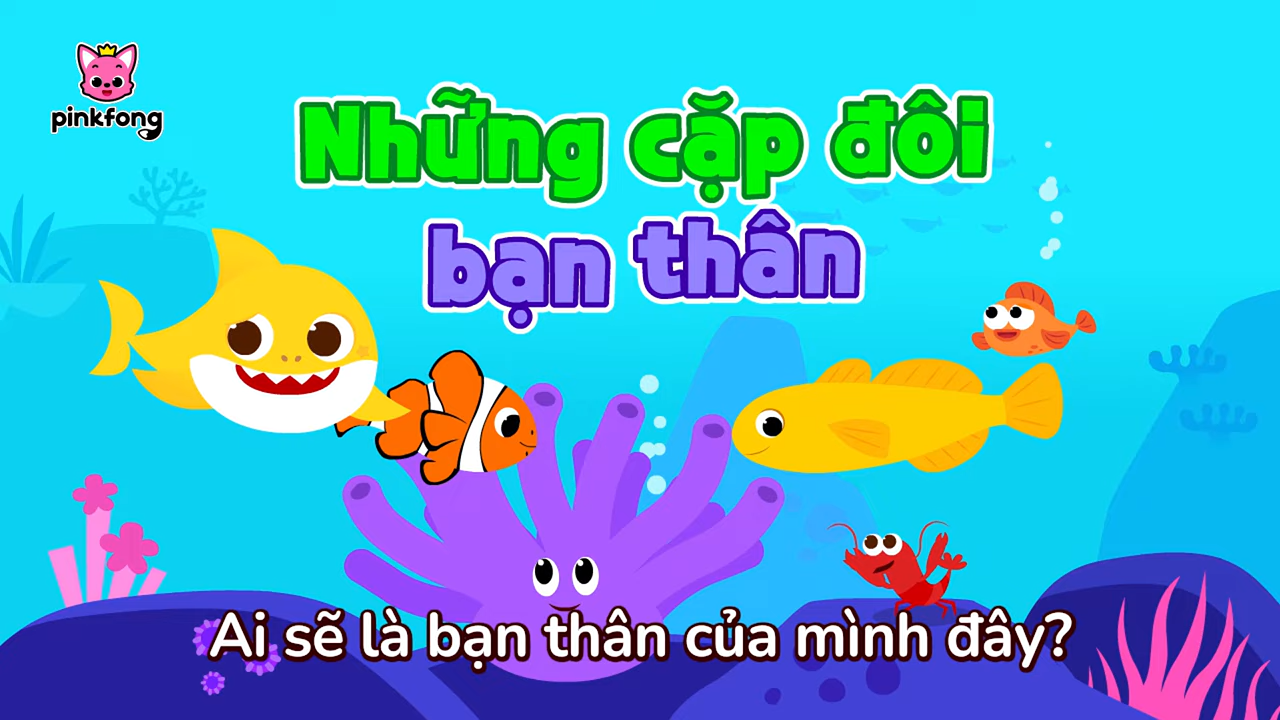 pinkfong
Những cặp đôi
bạn thân
Ai sẽ là bạn thân của mình đây?